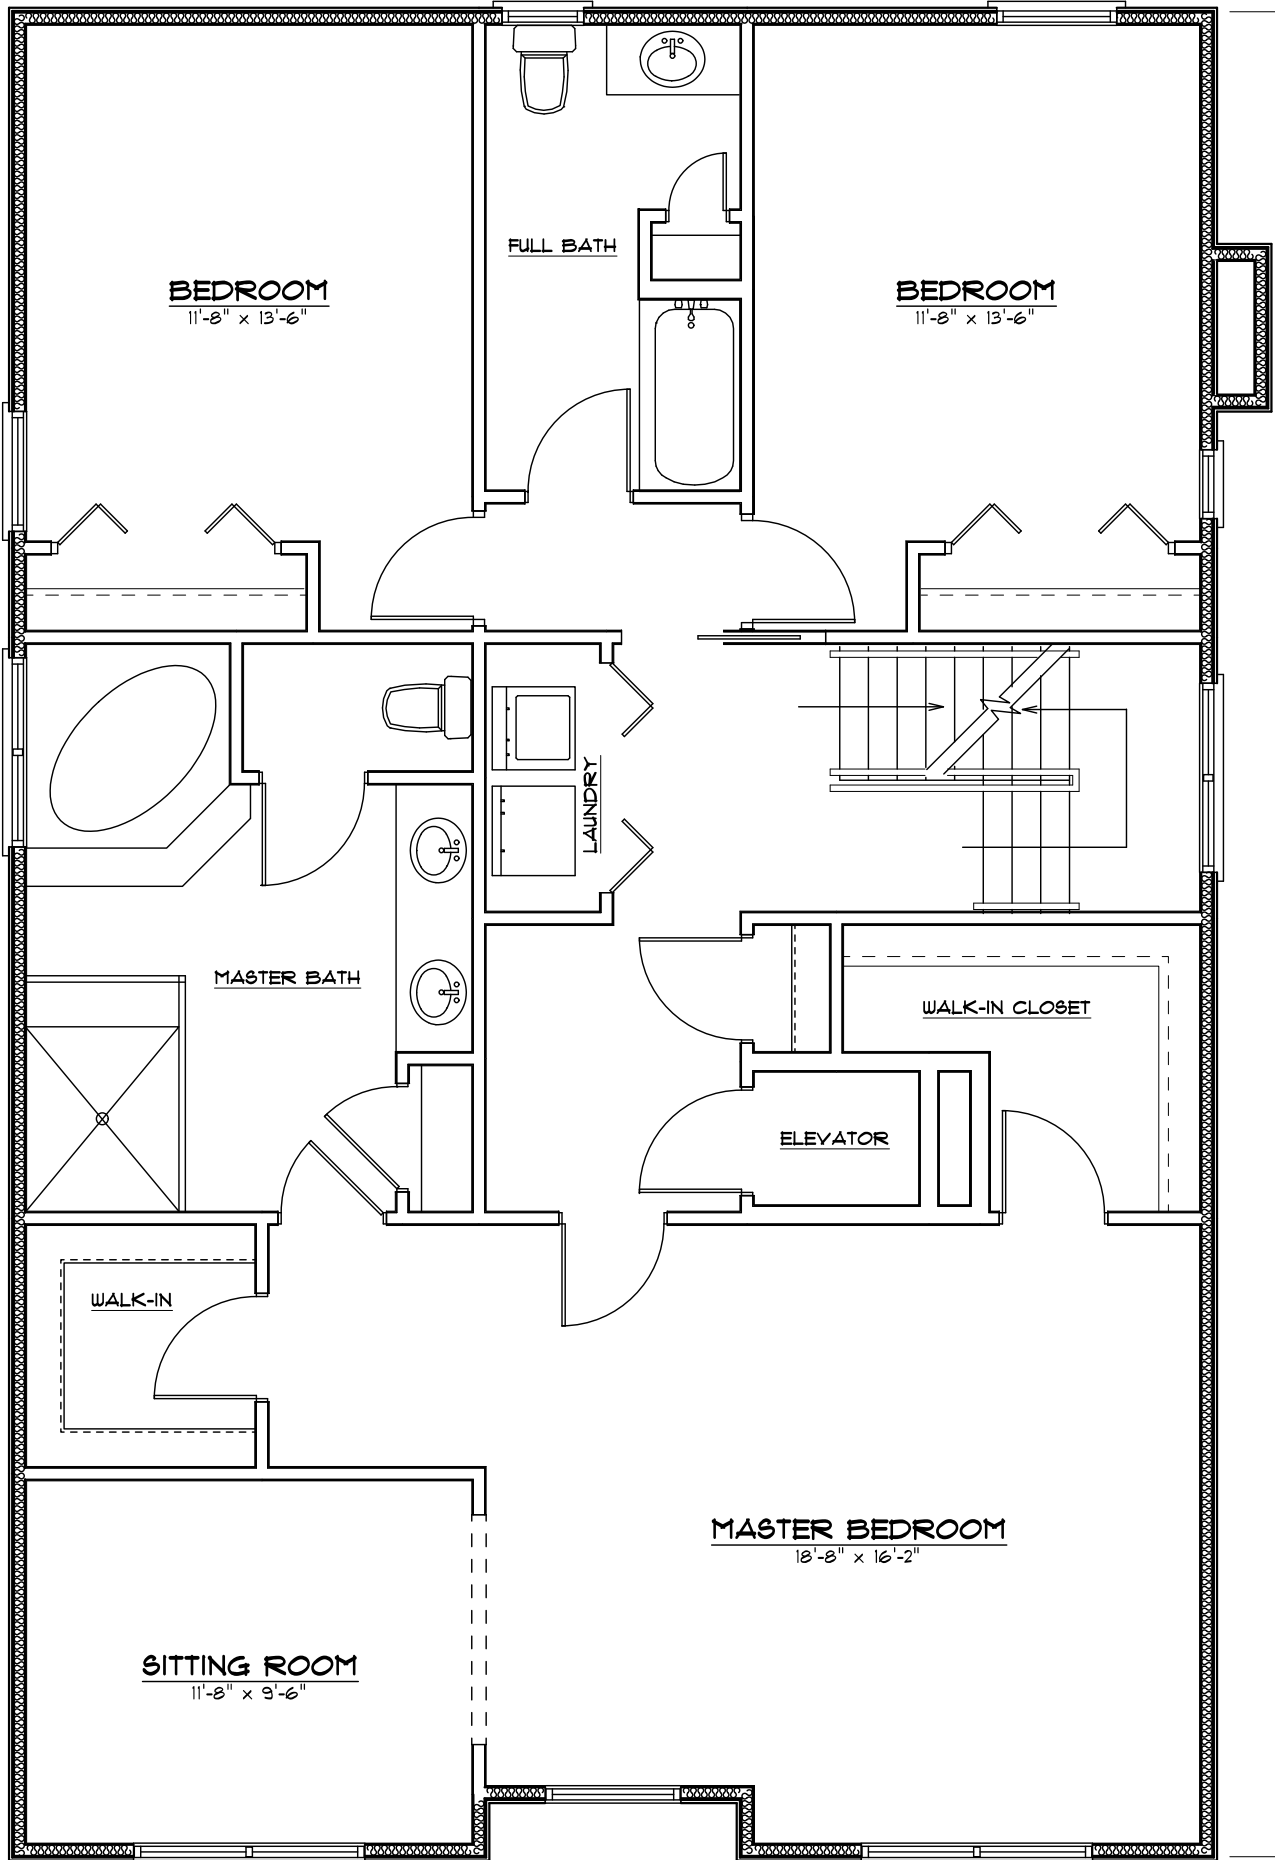 FULL BATH
BEDROOM
11'-8" x 13'-6"
BEDROOM
11'-8" x 13'-6"
LAUNDRY
MASTER BATH
WALK-IN CLOSET
ELEVATOR
WALK-IN
MASTER BEDROOM
18'-8" x 16'-2"
SITTING ROOM
11'-8" x 9'-6"